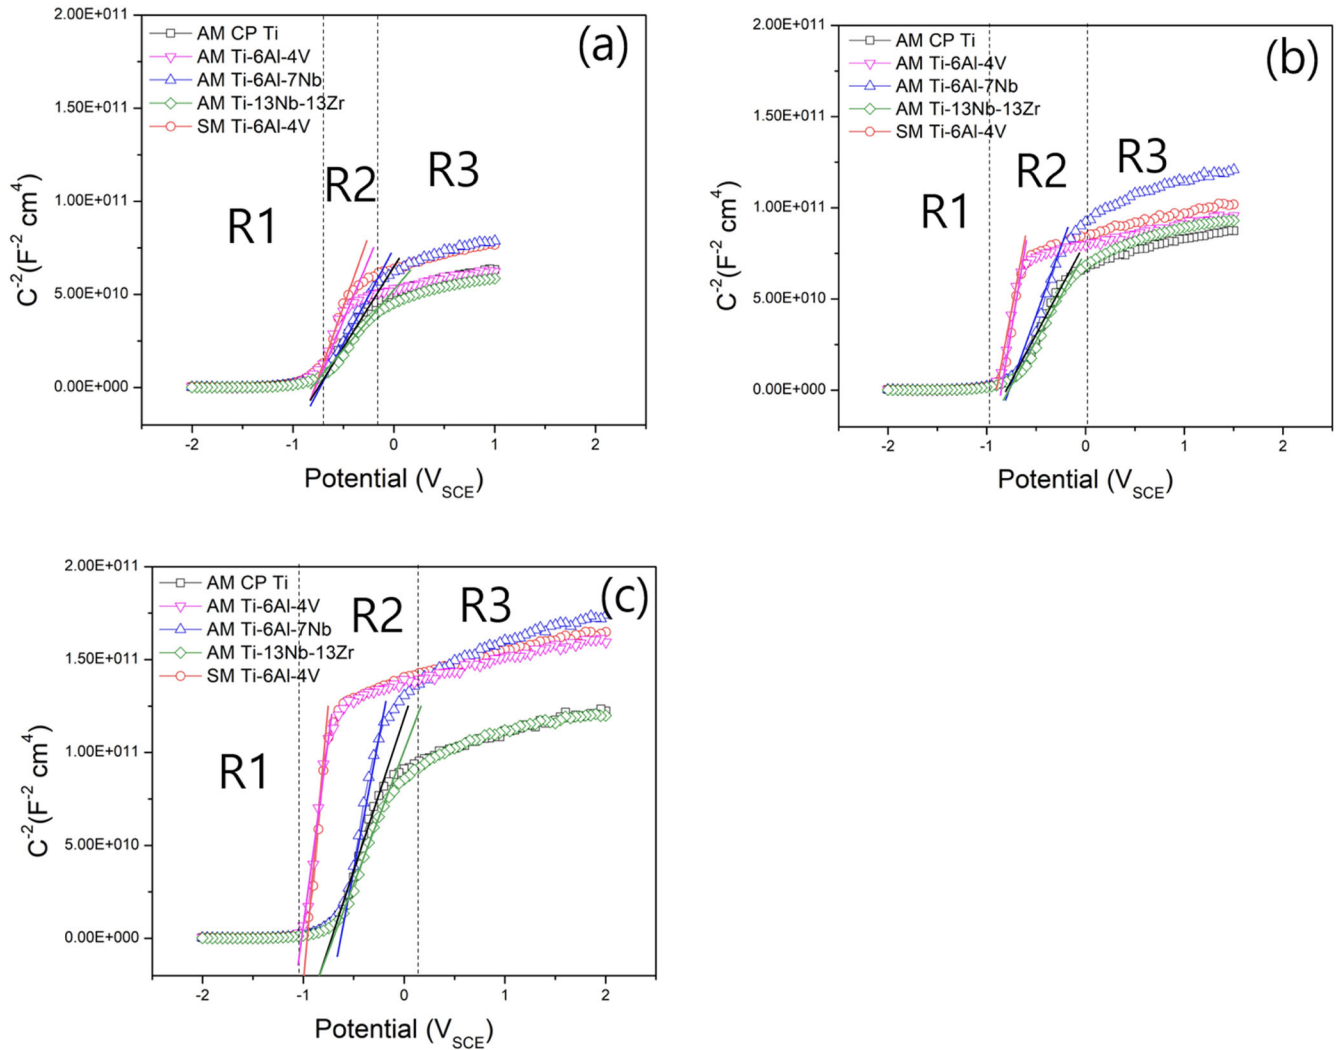 2.00E+011
1.50E+011
1.00E+011
5.00E+010
0.00E+000
C⁻²(F⁻² cm⁴)
AM CP Ti
AM Ti-6Al-4V
AM Ti-6Al-7Nb
AM Ti-13Nb-13Zr
SM Ti-6Al-4V
(a)
R1
R2
R3
-2
-1
0
1
2
Potential (V_SCE)
2.00E+011
1.50E+011
1.00E+011
5.00E+010
0.00E+000
C⁻²(F⁻² cm⁴)
AM CP Ti
AM Ti-6Al-4V
AM Ti-6Al-7Nb
AM Ti-13Nb-13Zr
SM Ti-6Al-4V
(b)
R1
R2
R3
-2
-1
0
1
2
Potential (V_SCE)
2.00E+011
1.50E+011
1.00E+011
5.00E+010
0.00E+000
C⁻²(F⁻² cm⁴)
AM CP Ti
AM Ti-6Al-4V
AM Ti-6Al-7Nb
AM Ti-13Nb-13Zr
SM Ti-6Al-4V
(c)
R1
R2
R3
-2
-1
0
1
2
Potential (V_SCE)